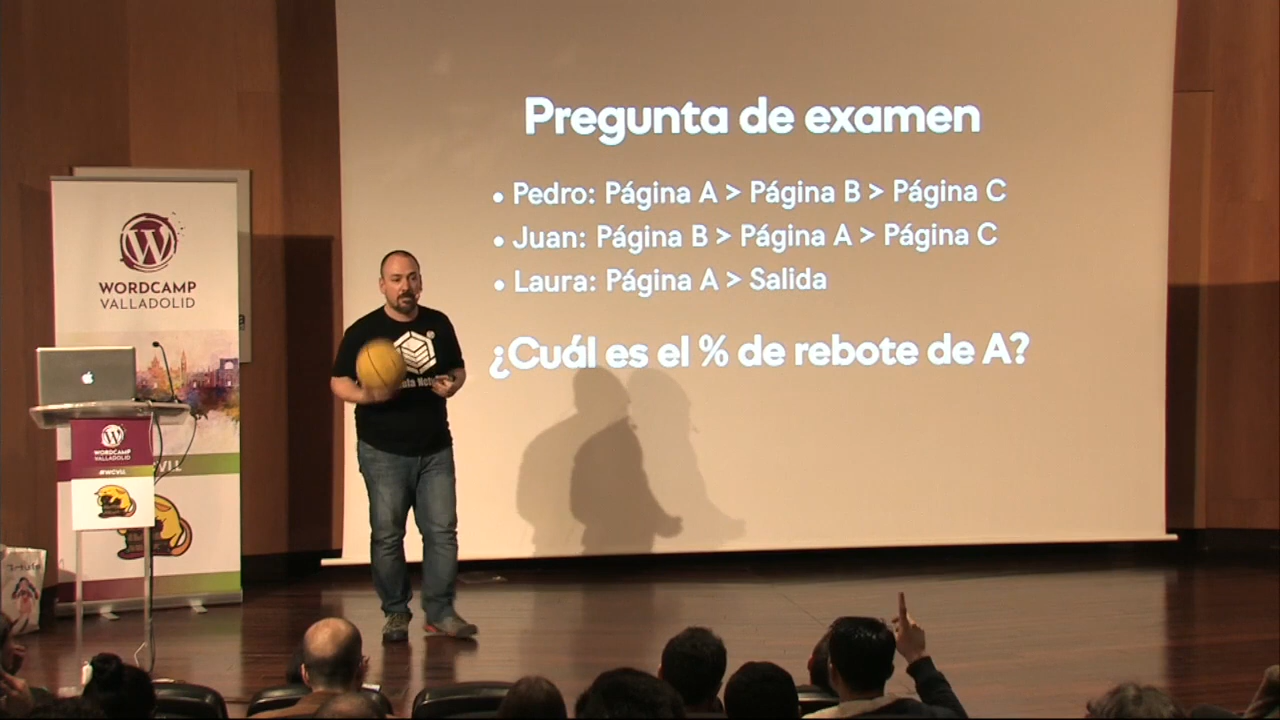 Pregunta de examen
• Pedro: Página A > Página B > Página C
• Juan: Página B > Página A > Página C
• Laura: Página A > Salida
¿Cuál es el % de rebote de A?
WORDCAMP
VALLADOLID
WORDCAMP
VALLADOLID
#WCVLL